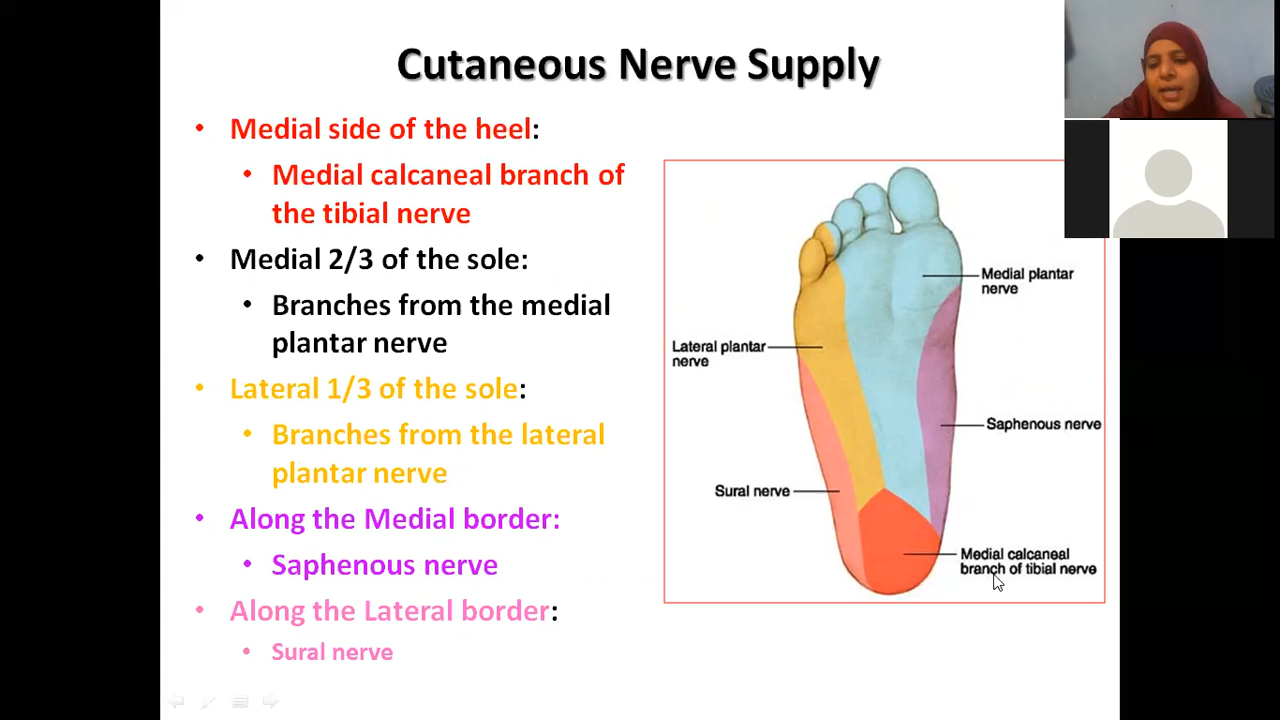 Cutaneous Nerve Supply
• Medial side of the heel:
• Medial calcaneal branch of
the tibial nerve
• Medial 2/3 of the sole:
• Branches from the medial
plantar nerve
• Lateral 1/3 of the sole:
• Branches from the lateral
plantar nerve
• Along the Medial border:
• Saphenous nerve
• Along the Lateral border:
• Sural nerve
Medial plantar
nerve
Lateral plantar
nerve
Saphenous nerve
Sural nerve
Medial calcaneal
branch of tibial nerve